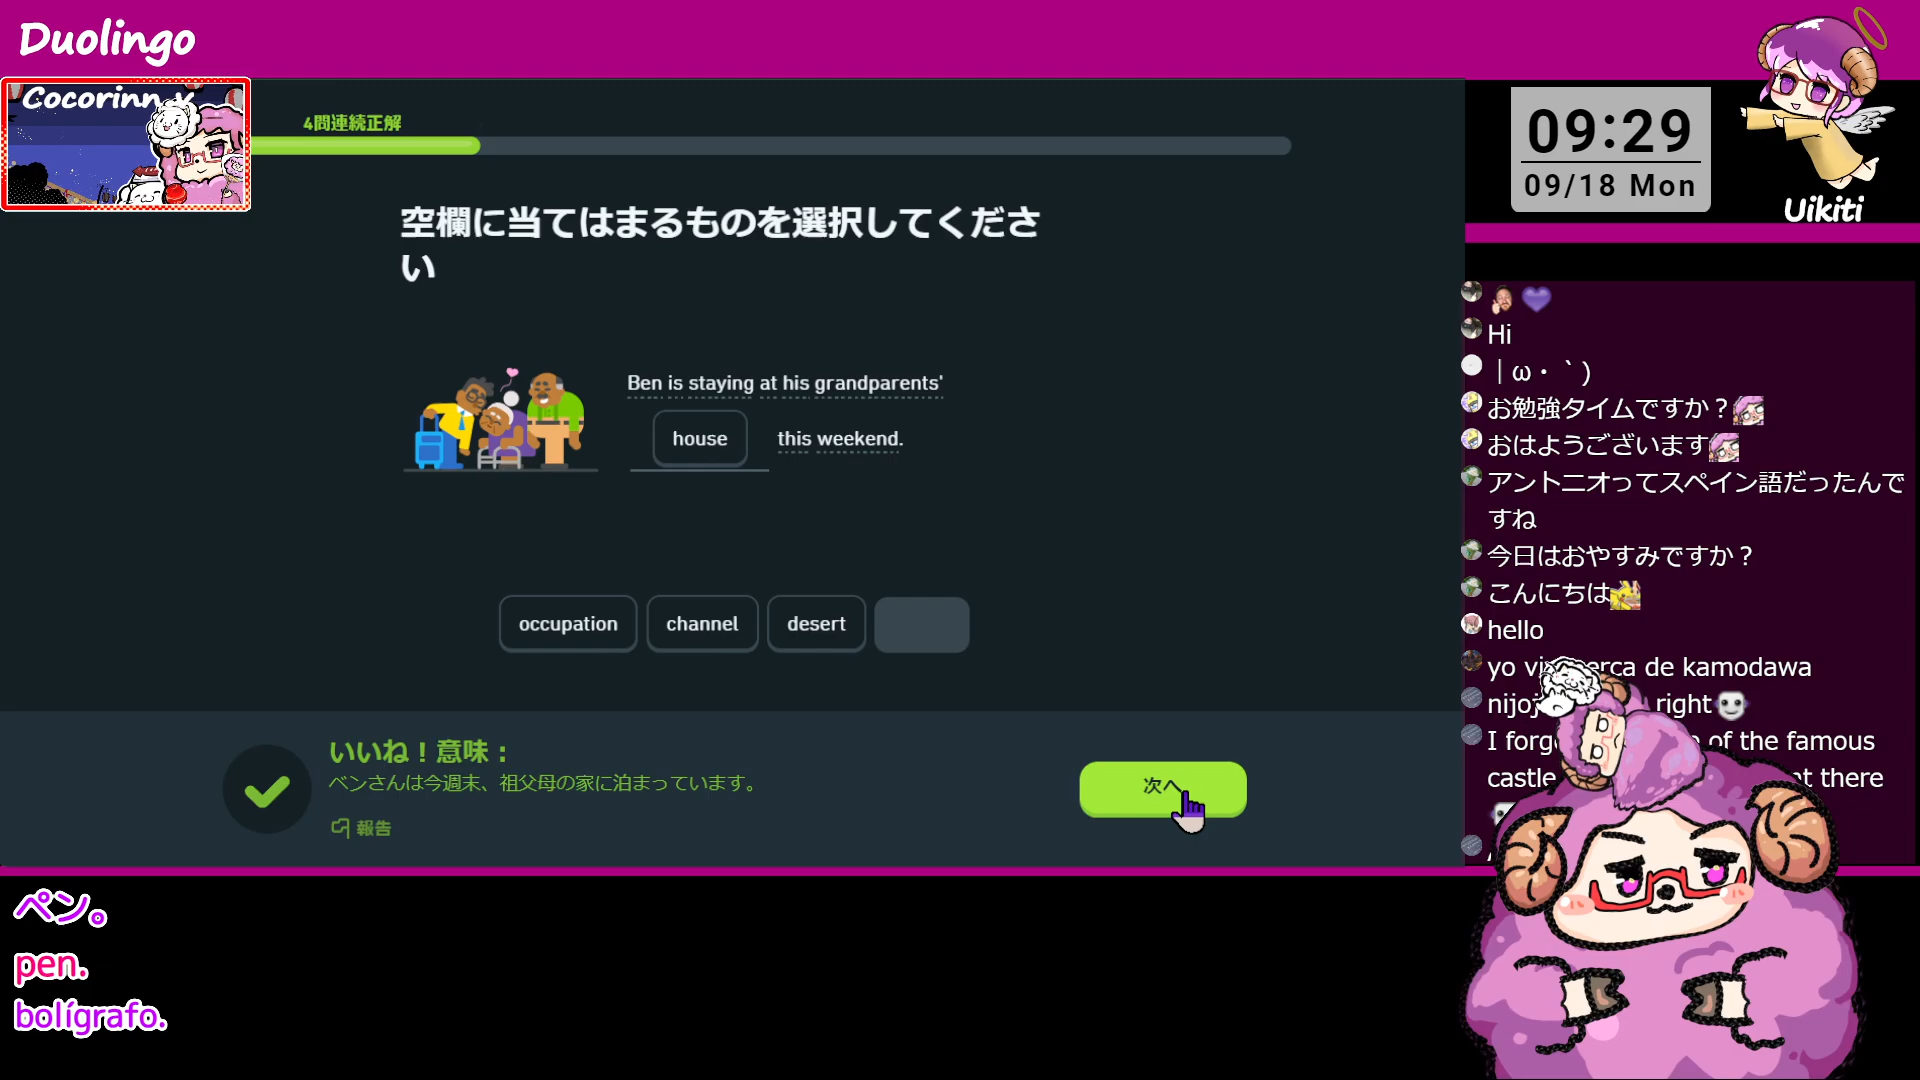 Duolingo
Cocorinn_y
4問連続正解
空欄に当てはまるものを選択してくださ
い
Ben is staying at his grandparents'
house this weekend.
occupation channel desert
いいね！意味：
ベンさんは今週末、祖父母の家に泊まっています。
報告
次へ
09:29
09/18 Mon
Uikiti
Hi
｜ω・｀)
お勉強タイムですか？
おはようございます
アントニオってスペイン語だったんで
すね
今日はおやすみですか？
こんにちは
hello
yo de kamodawa
right
I of the famous
castle there
ペン。
pen.
bolígrafo.